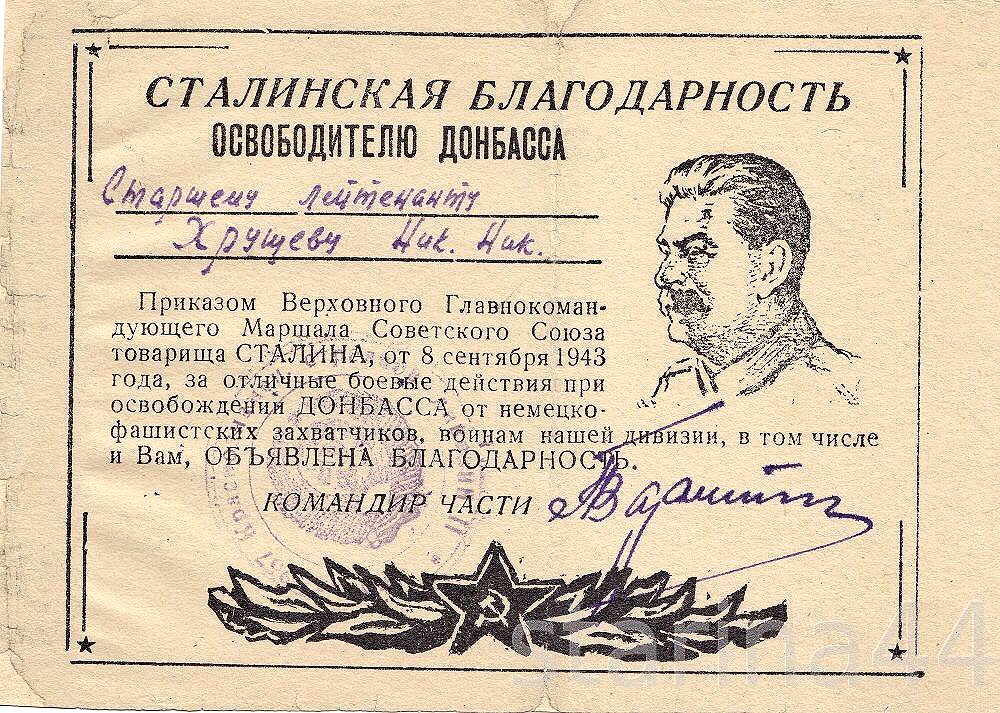 СТАЛИНСКАЯ БЛАГОДАРНОСТЬ
ОСВОБОДИТЕЛЮ ДОНБАССА
Старшему лейтенанту
Хрущеву Ник. Ник.
Приказом Верховного Главнокоман-
дующего Маршала Советского Союза
товарища СТАЛИНА, от 8 сентября 1943
года, за отличные боевые действия при
освобождении ДОНБАССА от немецко-
фашистских захватчиков, воинам нашей дивизии, в том числе
и Вам, ОБЪЯВЛЕНА БЛАГОДАРНОСТЬ.
КОМАНДИР ЧАСТИ
starina44